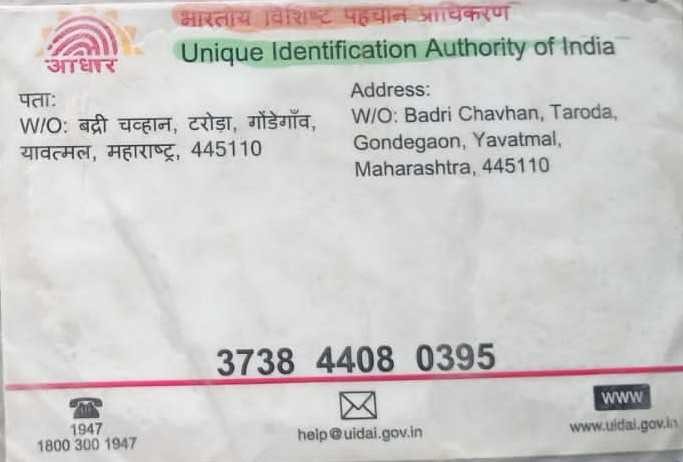 भारतीय विशिष्ट पहचान प्राधिकरण
Unique Identification Authority of India
आधार
पता:
W/O: बद्री चव्हान, टरोड़ा, गोंडेगाँव,
यावत्मल, महाराष्ट्र, 445110
Address:
W/O: Badri Chavhan, Taroda,
Gondegaon, Yavatmal,
Maharashtra, 445110
3738 4408 0395
1947
1800 300 1947
help@uidai.gov.in
www
www.uidai.gov.in